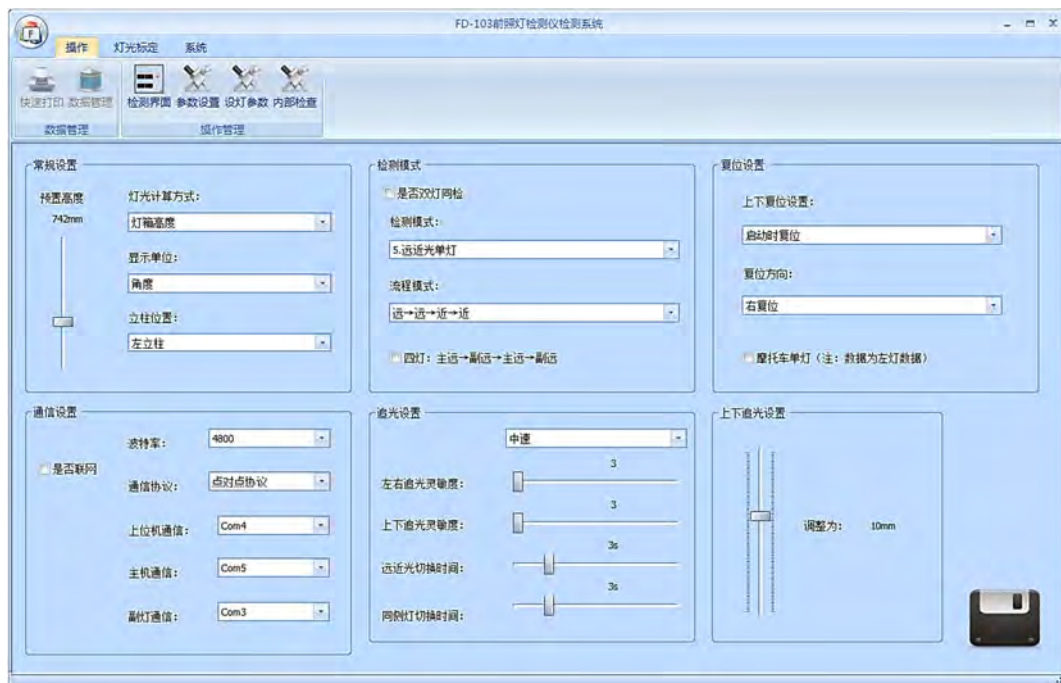 FD-103前照灯检测仪检测系统
操作 灯光标定 系统
快速打印 数据管理 检测界面 参数设置 设灯参数 内部检查
数据管理 操作管理
常规设置
预置高度
742mm
灯光计算方式:
灯箱高度
显示单位:
角度
立柱位置:
左立柱
检测模式
是否双灯同检
检测模式:
5.远近光单灯
流程模式:
远→远→近→近
四灯: 主远→副远→主远→副远
复位设置
上下复位设置:
启动时复位
复位方向:
右复位
摩托车单灯（注: 数据为左灯数据）
通信设置
是否联网
波特率: 4800
通信协议: 点对点协议
上位机通信: Com4
主机通信: Com5
副灯通信: Com3
追光设置
中速
3
左右追光灵敏度:
3
上下追光灵敏度:
3s
远近光切换时间:
3s
同侧灯切换时间:
上下追光设置
调整为: 10mm